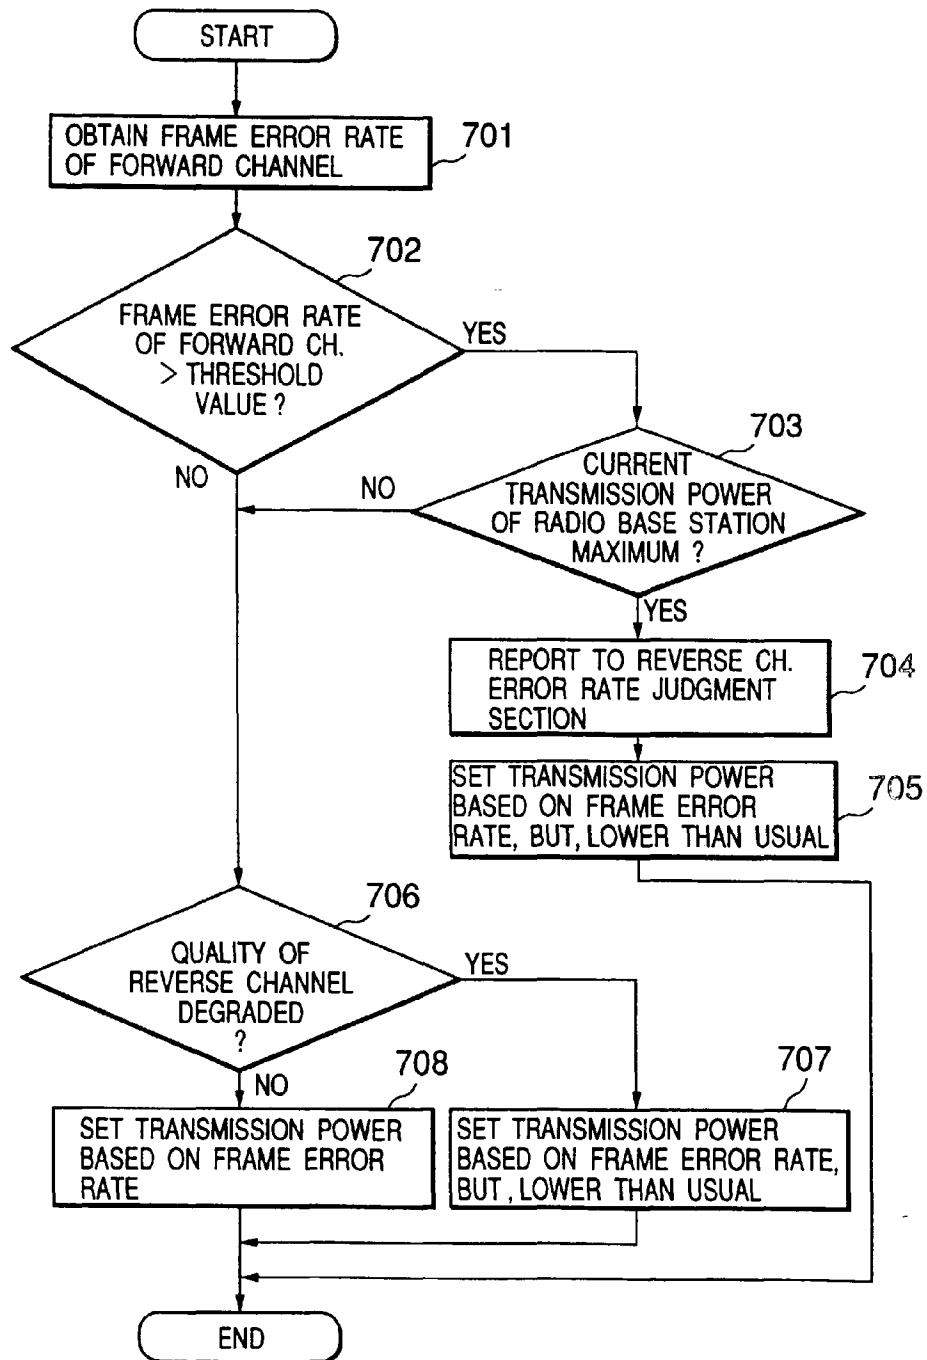 START
OBTAIN FRAME ERROR RATE
OF FORWARD CHANNEL
701
702
FRAME ERROR RATE
OF FORWARD CH.
> THRESHOLD
VALUE ?
YES
NO
703
CURRENT
TRANSMISSION POWER
OF RADIO BASE STATION
MAXIMUM ?
NO
YES
REPORT TO REVERSE CH.
ERROR RATE JUDGMENT
SECTION
704
SET TRANSMISSION POWER
BASED ON FRAME ERROR
RATE, BUT, LOWER THAN USUAL
705
706
QUALITY OF
REVERSE CHANNEL
DEGRADED
?
YES
NO
708
SET TRANSMISSION POWER
BASED ON FRAME ERROR
RATE
707
SET TRANSMISSION POWER
BASED ON FRAME ERROR RATE,
BUT, LOWER THAN USUAL
END